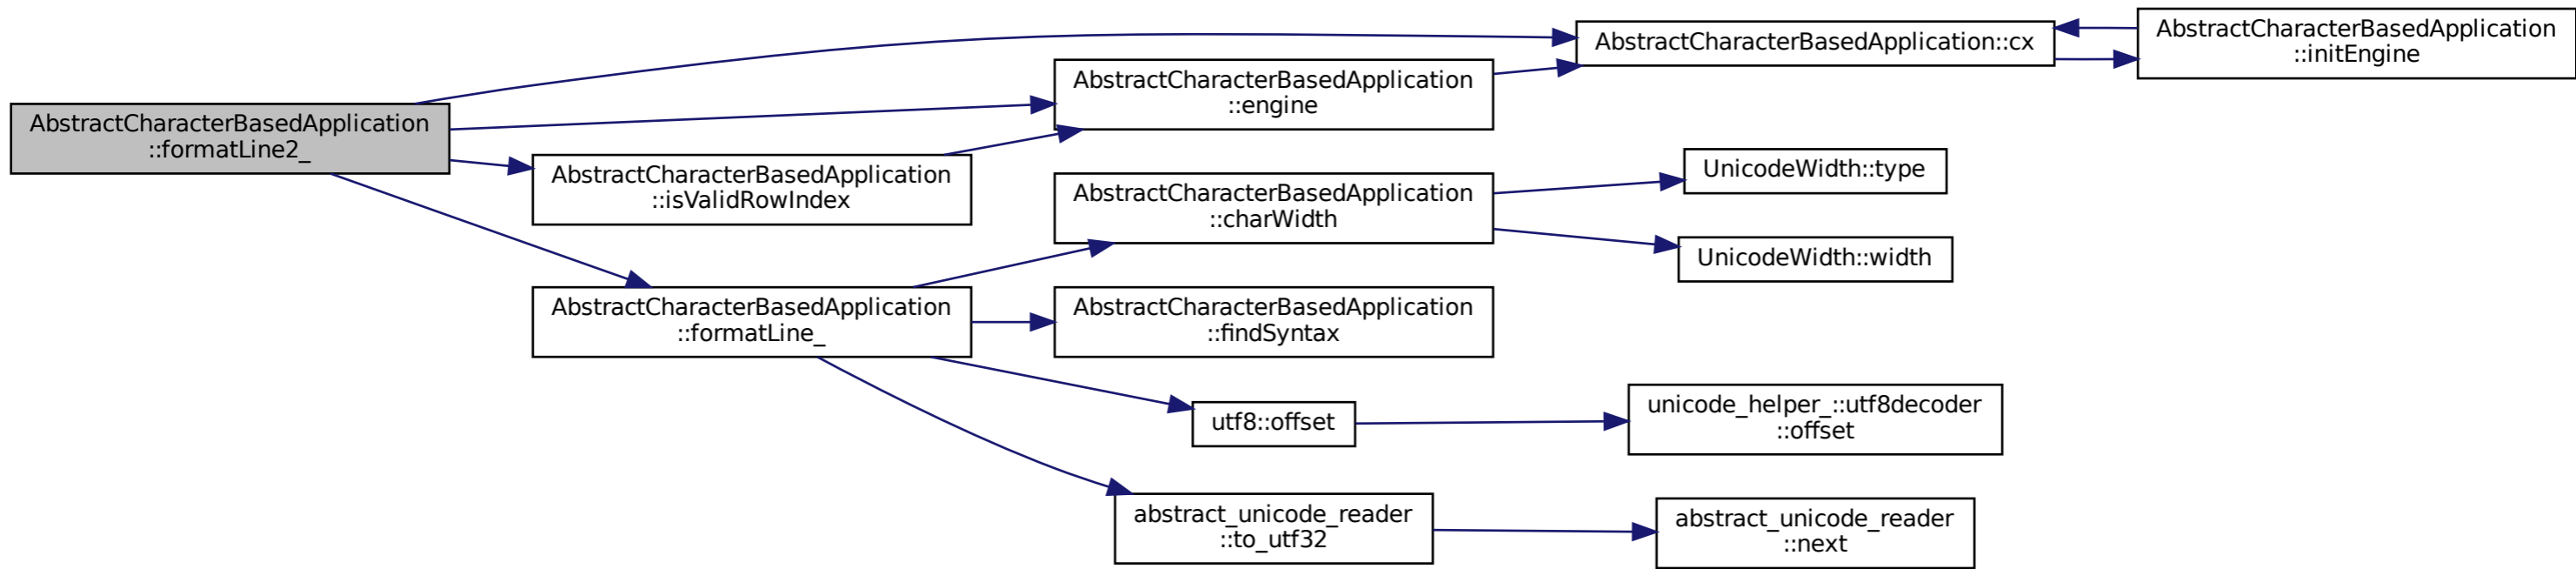 AbstractCharacterBasedApplication
::formatLine2_
AbstractCharacterBasedApplication
::engine
AbstractCharacterBasedApplication
::isValidRowIndex
AbstractCharacterBasedApplication
::formatLine_
AbstractCharacterBasedApplication::cx
AbstractCharacterBasedApplication
::initEngine
AbstractCharacterBasedApplication
::charWidth
UnicodeWidth::type
UnicodeWidth::width
AbstractCharacterBasedApplication
::findSyntax
utf8::offset
unicode_helper_::utf8decoder
::offset
abstract_unicode_reader
::to_utf32
abstract_unicode_reader
::next